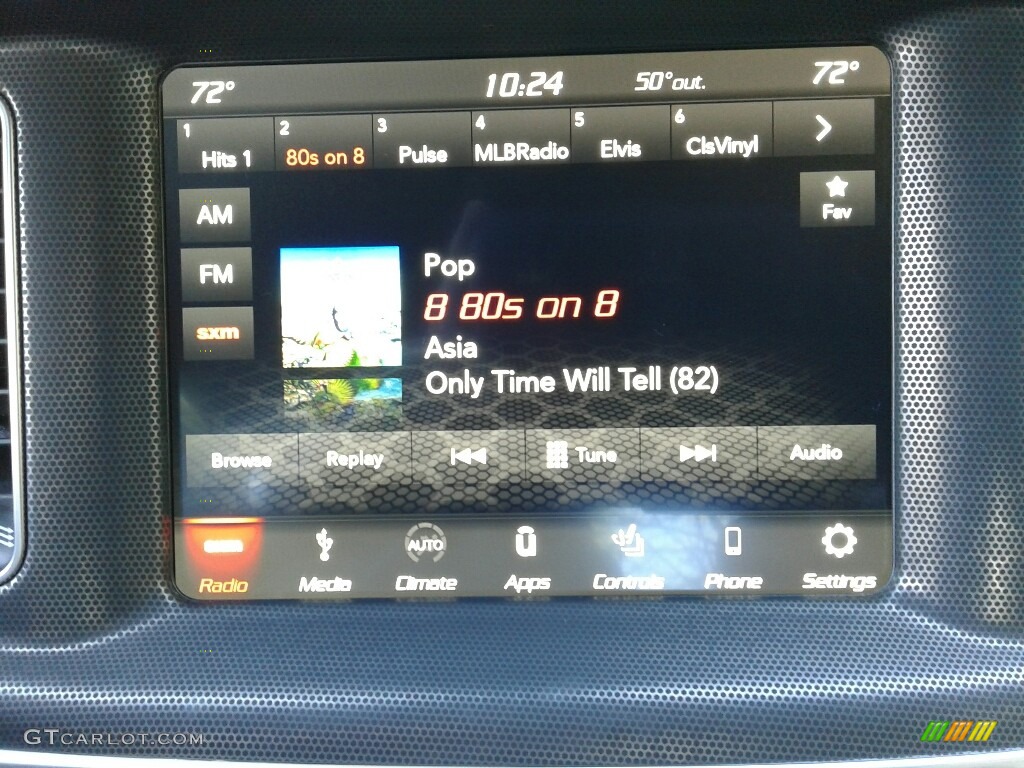 72° 10:24 50° out. 72°
1 2 3 4 5 6
Hits 1 80s on 8 Pulse MLBRadio Elvis ClsVinyl
AM
Fav
FM
Pop
8 80s on 8
sxm
Asia
Only Time Will Tell (82)
Browse Replay Tune Audio
AUTO
Radio Media Climate Apps Controls Phone Settings
GTCARLOT.COM